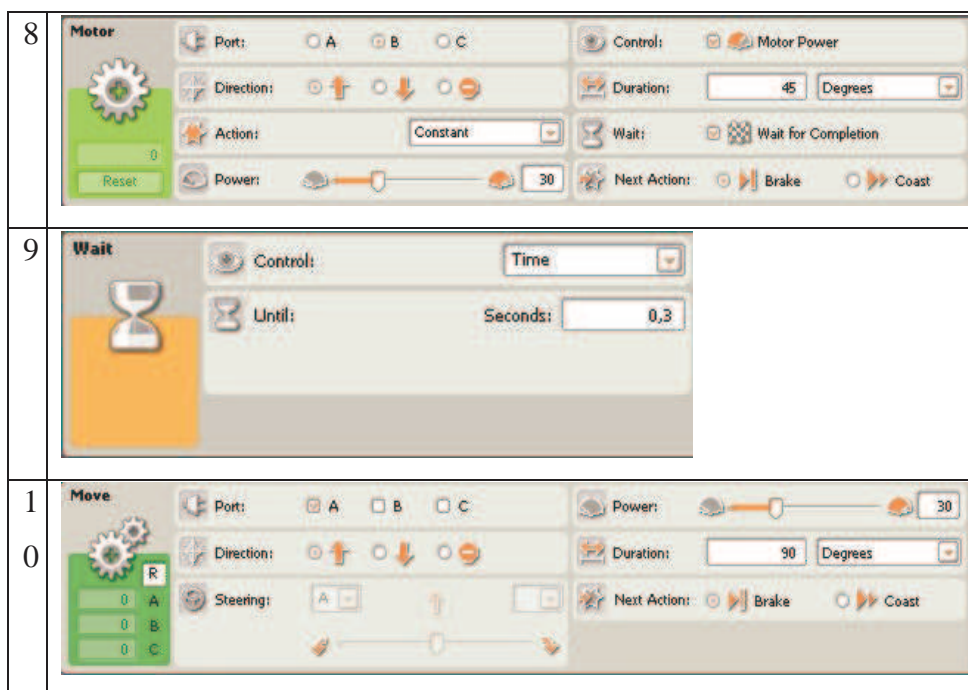 8
Motor
Port: A B C
Control: Motor Power
Direction:
Duration: 45 Degrees
Action: Constant
Wait: Wait for Completion
0
Reset
Power: 30
Next Action: Brake Coast
9
Wait
Control: Time
Until: Seconds: 0,3
1
0
Move
Port: A B C
Power: 30
Direction:
Duration: 90 Degrees
R
0 A
0 B
0 C
Steering: A
Next Action: Brake Coast